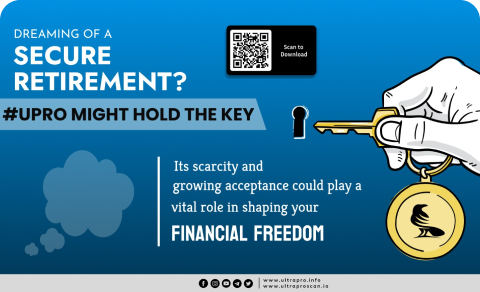 DREAMING OF A
SECURE
RETIREMENT?
#UPRO MIGHT HOLD THE KEY
Scan to
Download
Its scarcity and
growing acceptance could play a
vital role in shaping your
FINANCIAL FREEDOM
www.ultrapro.info
www.ultraproscan.io